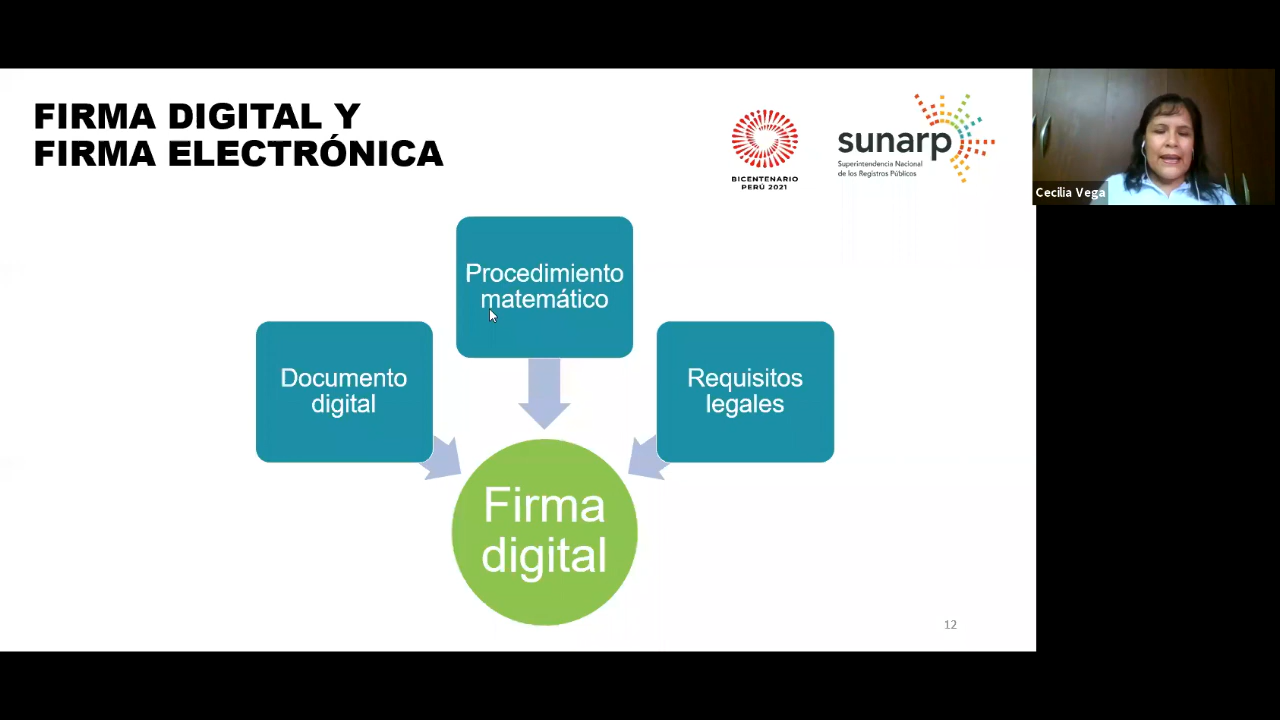 FIRMA DIGITAL Y
FIRMA ELECTRÓNICA
BICENTENARIO
PERÚ 2021
sunarp
Superintendencia Nacional
de los Registros Públicos
Cecilia Vega
Procedimiento
matemático
Documento
digital
Requisitos
legales
Firma
digital
12